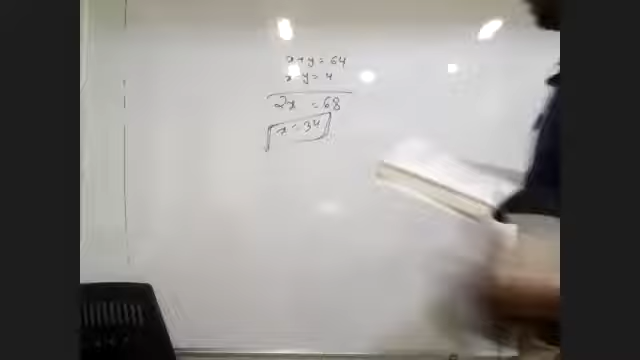 x + y = 64
x - y = 4
2x = 68
x = 34